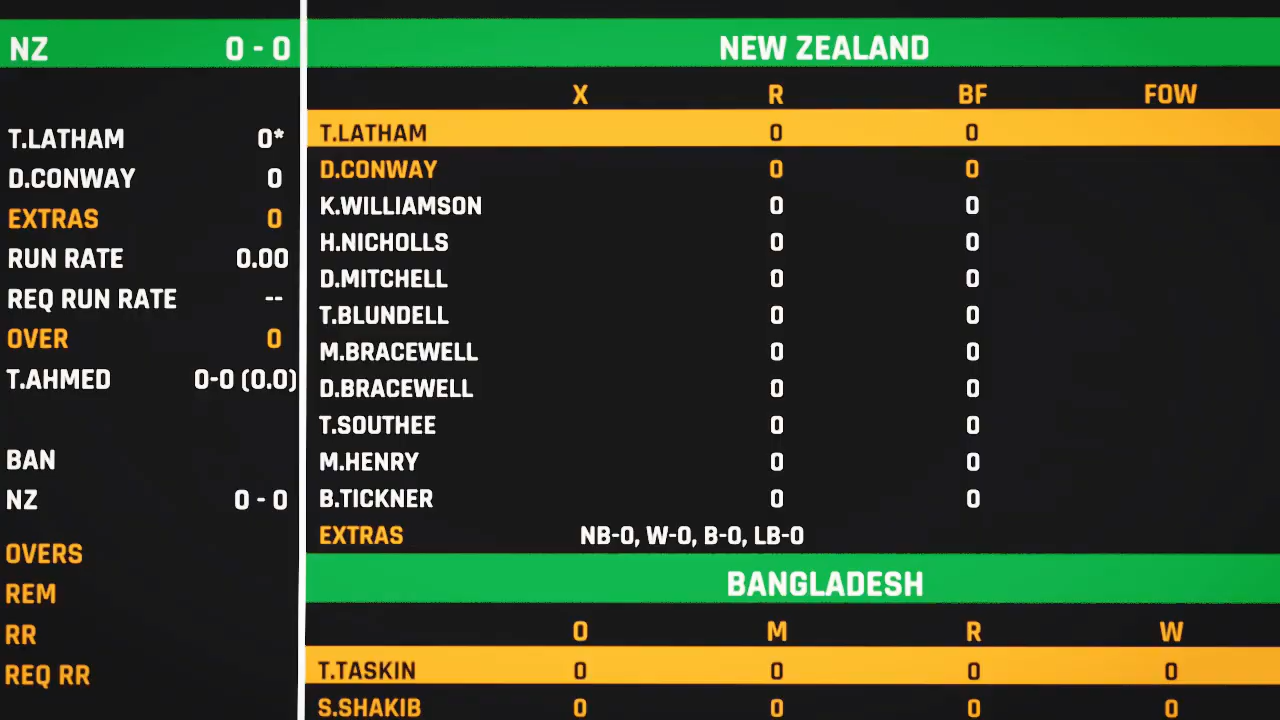 NZ 0 - 0
T.LATHAM 0*
D.CONWAY 0
EXTRAS 0
RUN RATE 0.00
REQ RUN RATE --
OVER 0
T.AHMED 0-0 (0.0)
BAN
NZ 0 - 0
OVERS
REM
RR
REQ RR
NEW ZEALAND
X R BF FOW
T.LATHAM 0 0
D.CONWAY 0 0
K.WILLIAMSON 0 0
H.NICHOLLS 0 0
D.MITCHELL 0 0
T.BLUNDELL 0 0
M.BRACEWELL 0 0
D.BRACEWELL 0 0
T.SOUTHEE 0 0
M.HENRY 0 0
B.TICKNER 0 0
EXTRAS NB-0, W-0, B-0, LB-0
BANGLADESH
O M R W
T.TASKIN 0 0 0 0
S.SHAKIB 0 0 0 0